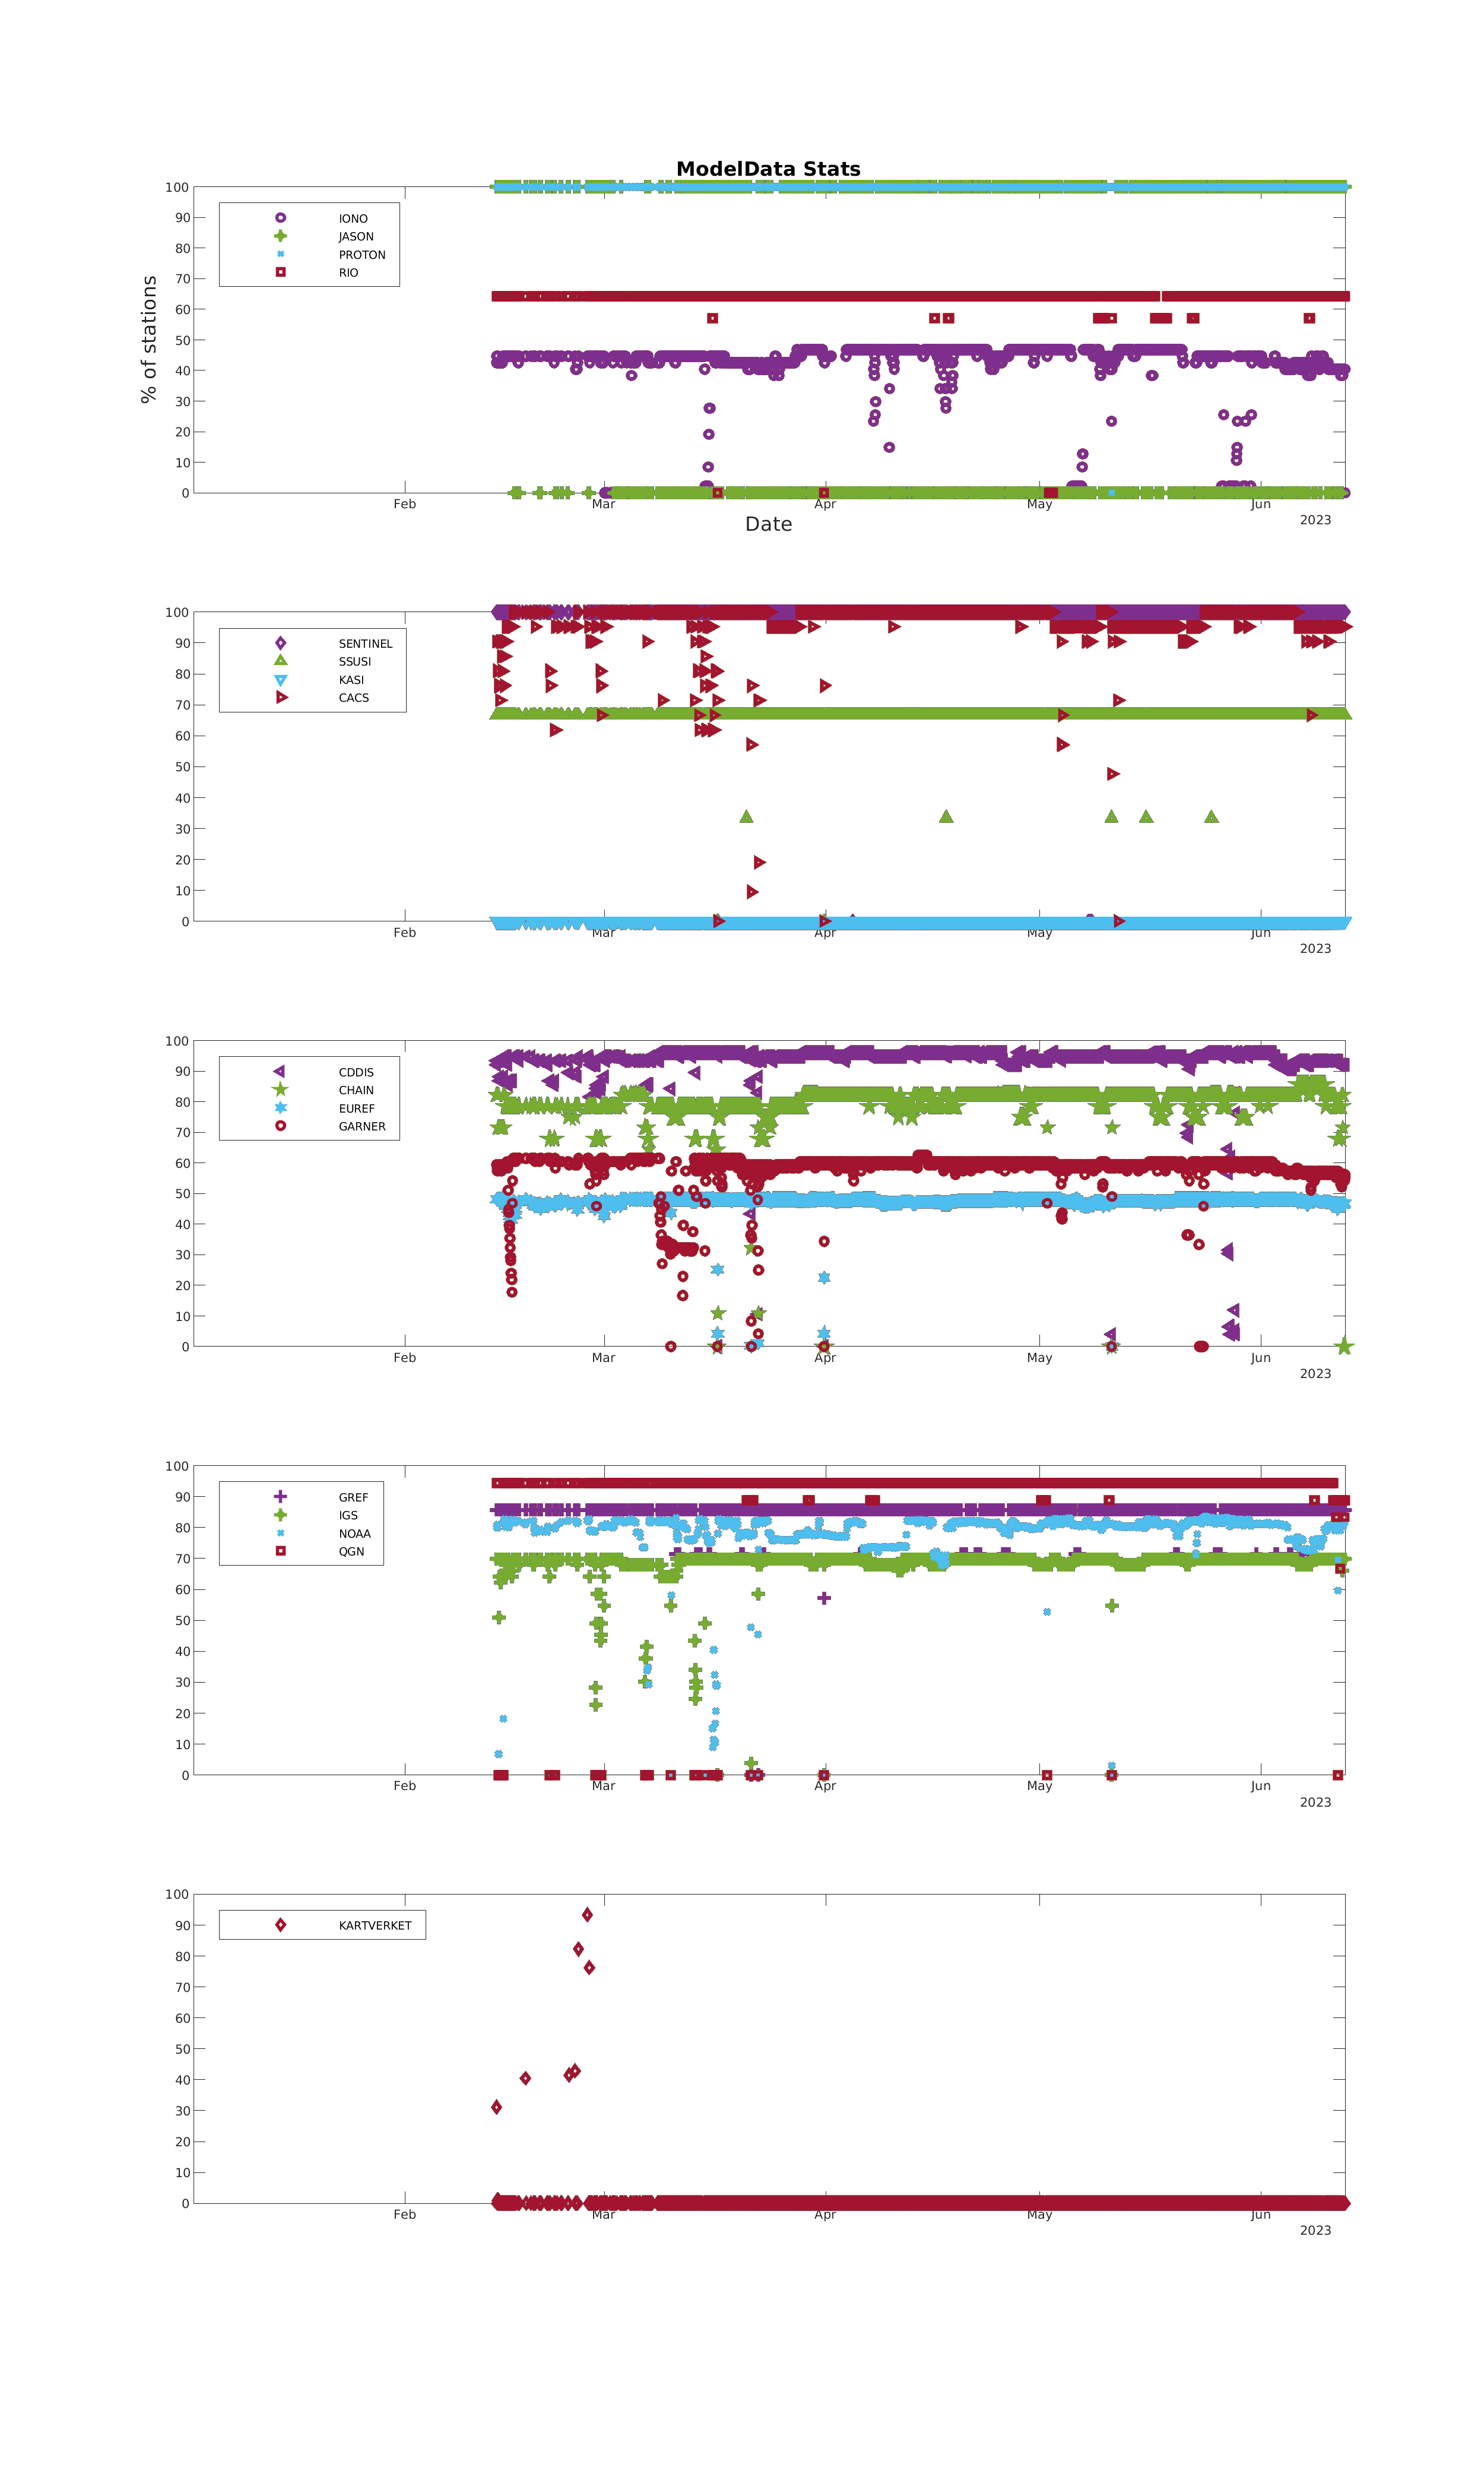 ModelData Stats
100
90
80
70
60
50
40
30
20
10
0
% of stations
IONO
JASON
PROTON
RIO
Feb Mar Apr May Jun
2023
Date
100
90
80
70
60
50
40
30
20
10
0
SENTINEL
SSUSI
KASI
CACS
Feb Mar Apr May Jun
2023
100
90
80
70
60
50
40
30
20
10
0
CDDIS
CHAIN
EUREF
GARNER
Feb Mar Apr May Jun
2023
100
90
80
70
60
50
40
30
20
10
0
GREF
IGS
NOAA
QGN
Feb Mar Apr May Jun
2023
100
90
80
70
60
50
40
30
20
10
0
KARTVERKET
Feb Mar Apr May Jun
2023